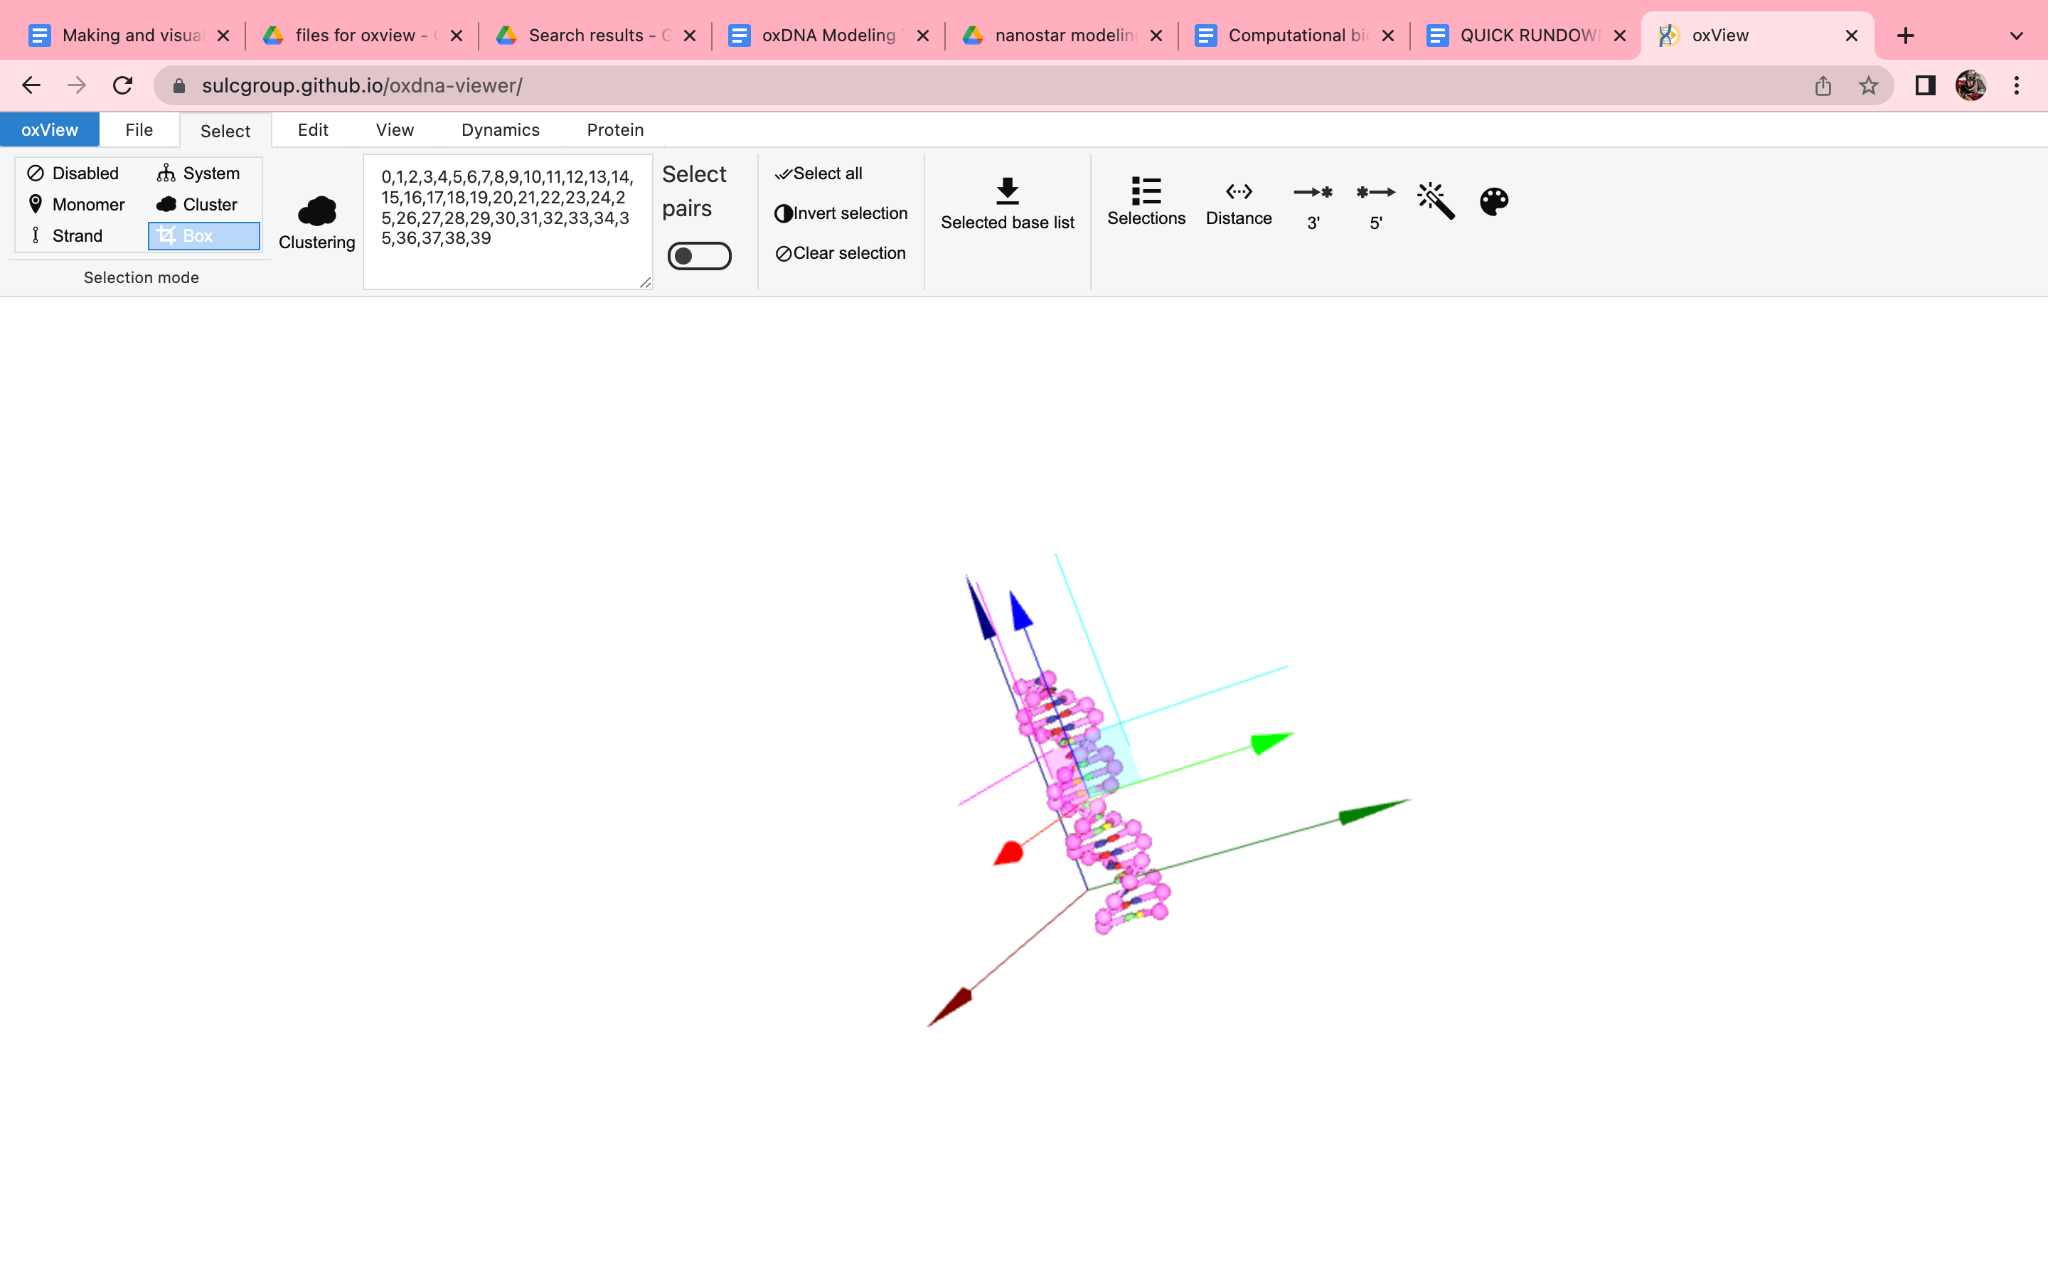 Making and visua
files for oxview -
Search results - G
oxDNA Modeling
nanostar modelin
Computational bi
QUICK RUNDOW
oxView
sulcgroup.github.io/oxdna-viewer/
oxView File Select Edit View Dynamics Protein
Disabled System
Monomer Cluster
Strand Box
Selection mode
Clustering
0,1,2,3,4,5,6,7,8,9,10,11,12,13,14,
15,16,17,18,19,20,21,22,23,24,2
5,26,27,28,29,30,31,32,33,34,3
5,36,37,38,39
Select
pairs
Select all
Invert selection
Clear selection
Selected base list
Selections
Distance
3'
5'